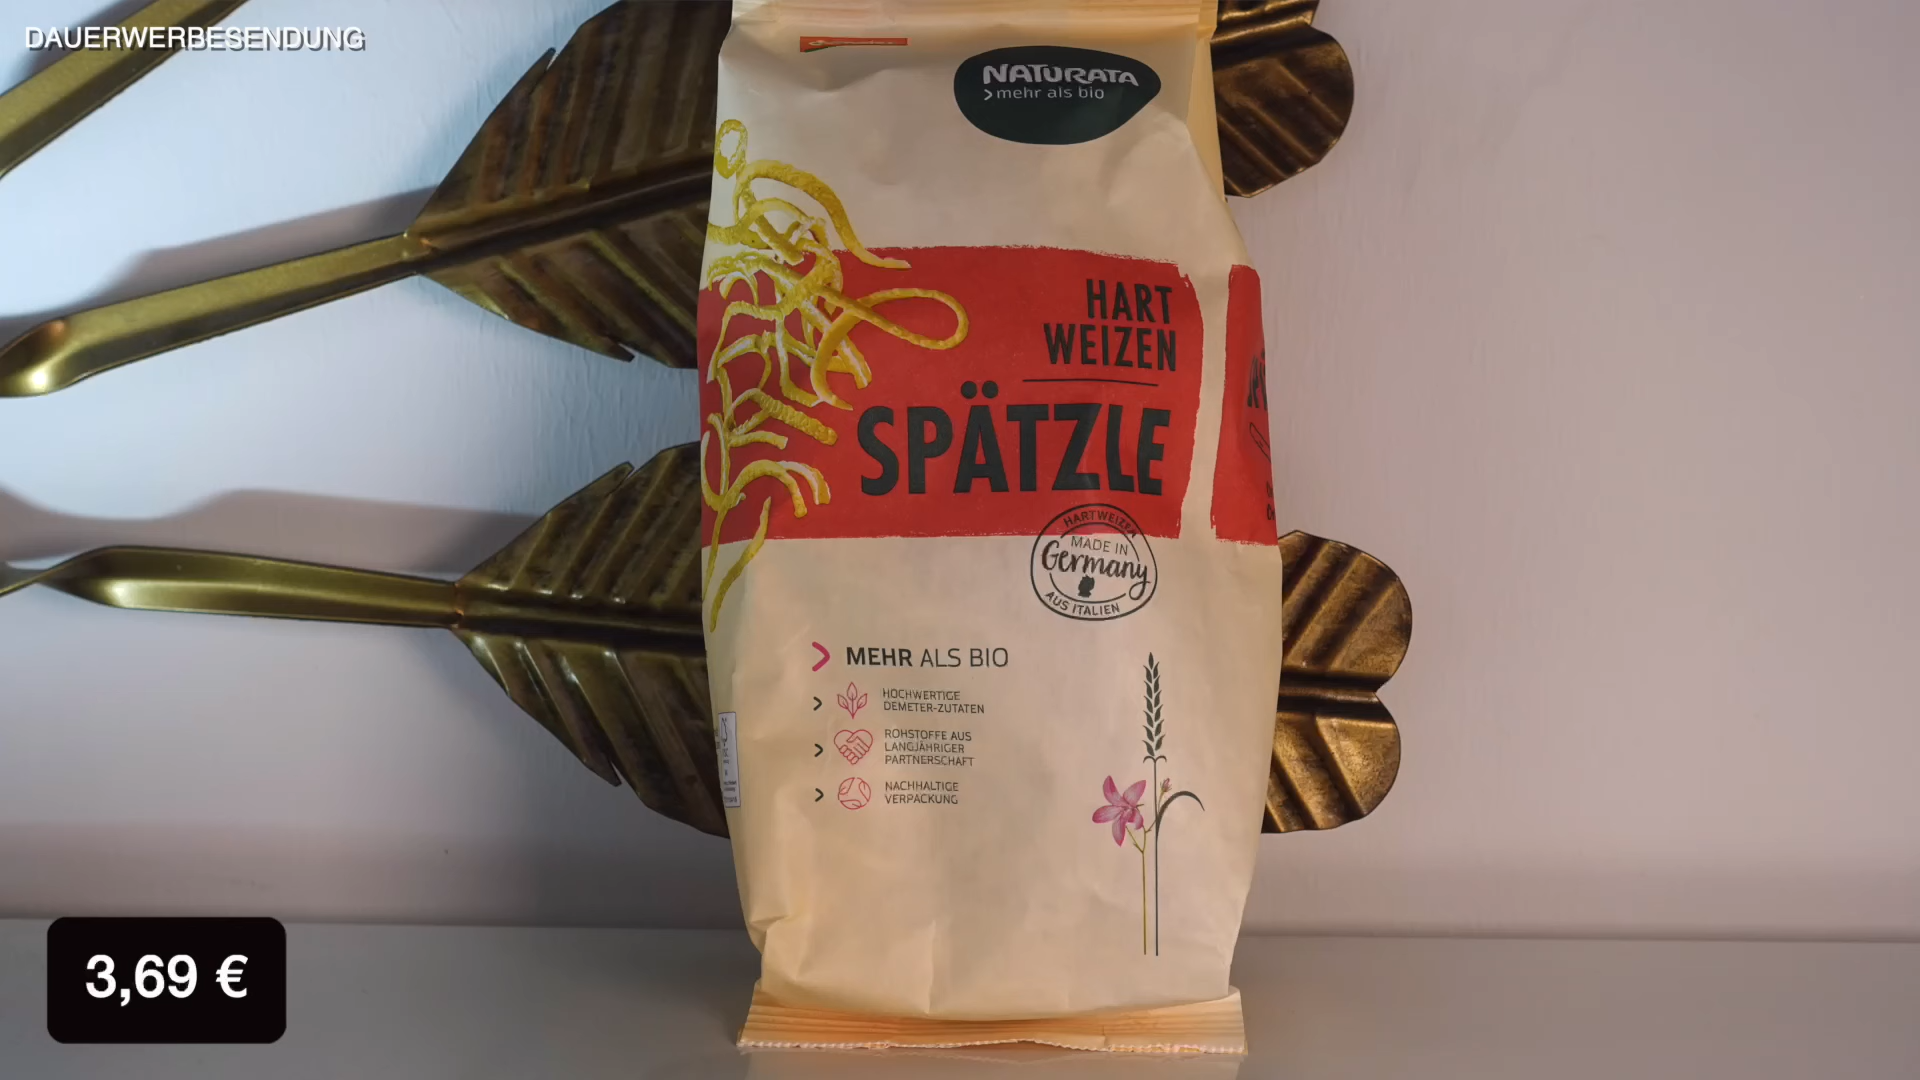 DAUERWERBESENDUNG
NATURATA
>mehr als bio
HART
WEIZEN
SPÄTZLE
HARTWEIZEN
MADE IN
Germany
AUS ITALIEN
> MEHR ALS BIO
> HOCHWERTIGE
DEMETER-ZUTATEN
> ROHSTOFFE AUS
LANGJÄHRIGER
PARTNERSCHAFT
> NACHHALTIGE
VERPACKUNG
3,69 €